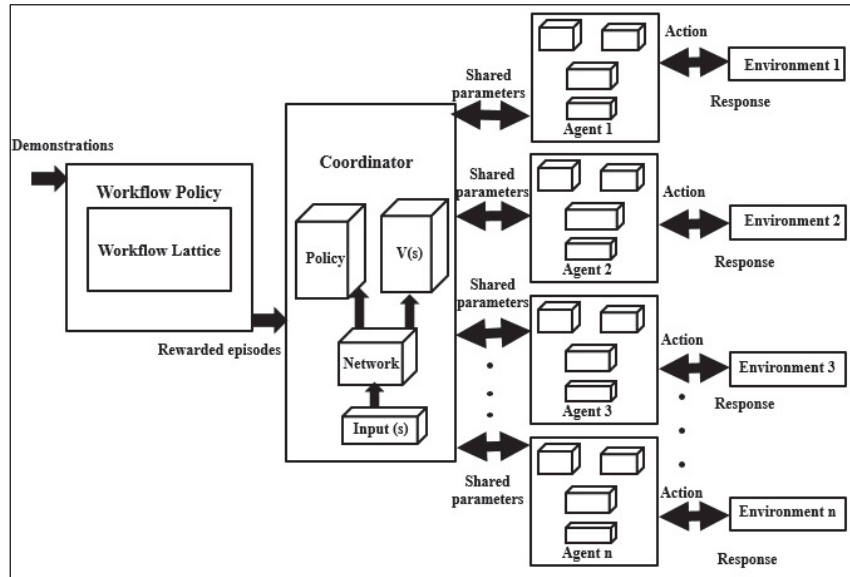 Demonstrations
Workflow Policy
Workflow Lattice
Rewarded episodes
Coordinator
Policy
V(s)
Network
Input (s)
Shared
parameters
Agent 1
Action
Response
Environment 1
Shared
parameters
Agent 2
Action
Response
Environment 2
Shared
parameters
Agent 3
Action
Response
Environment 3
Shared
parameters
Agent n
Action
Response
Environment n